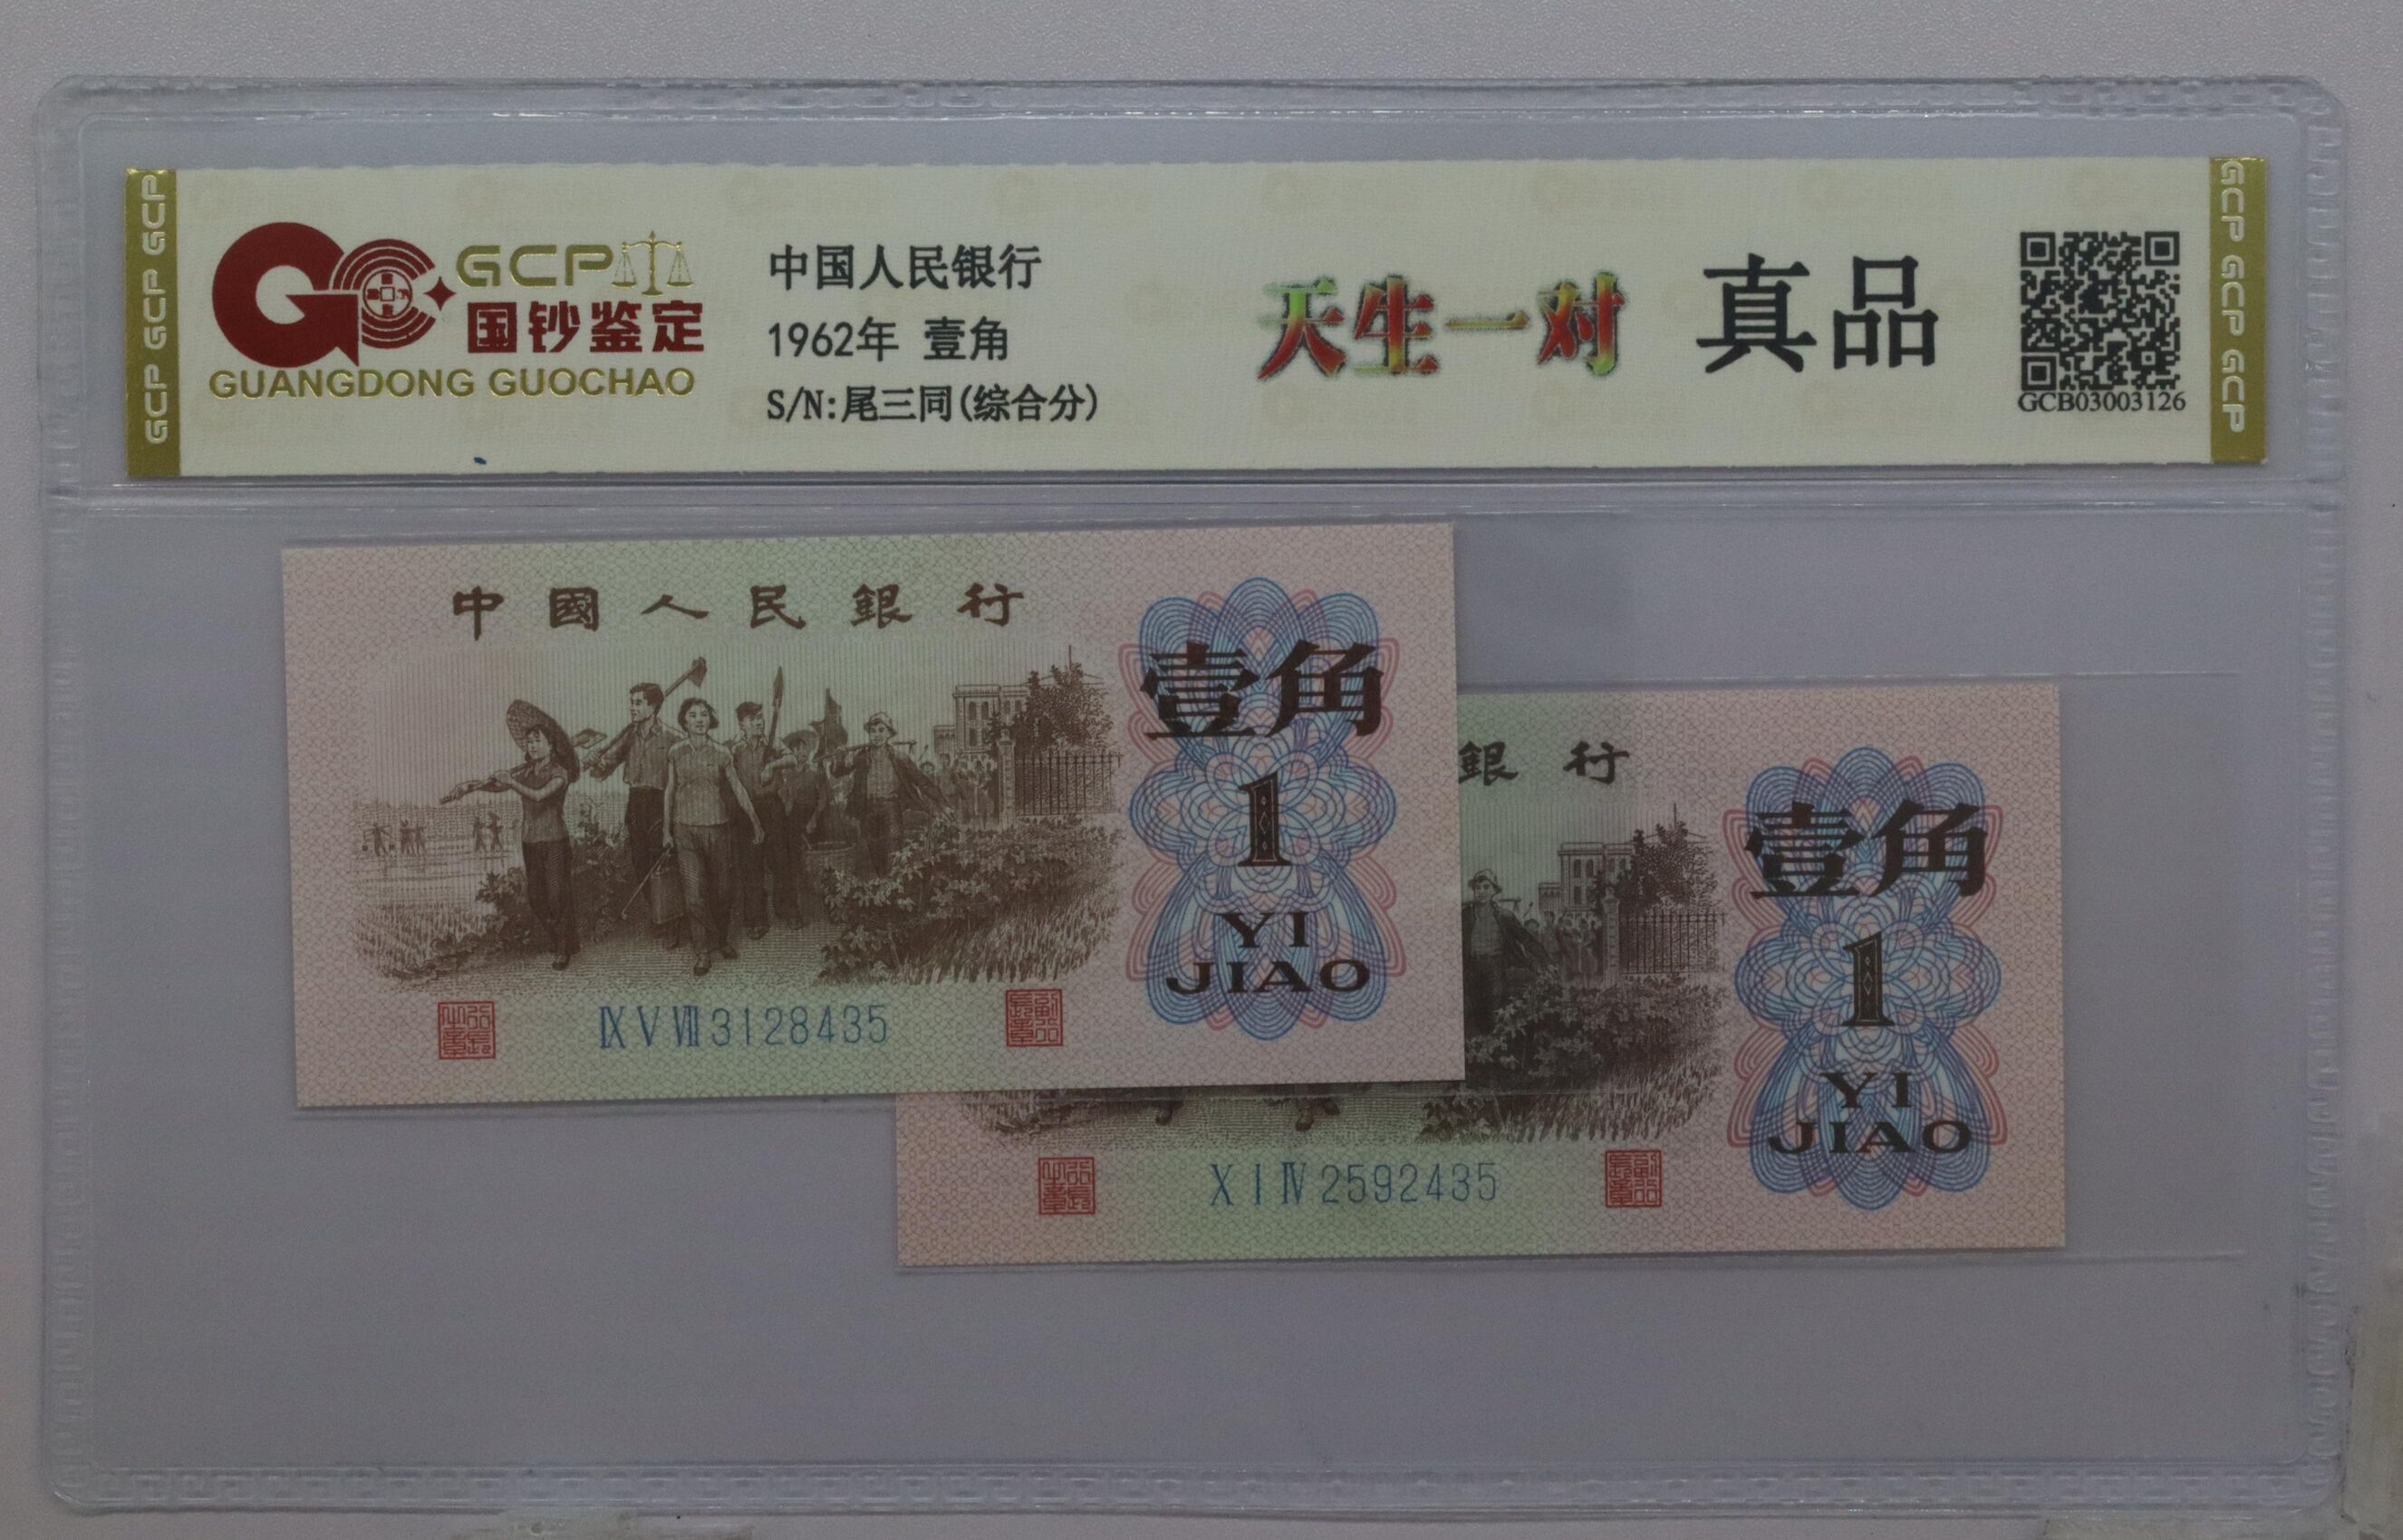 GCP GCP GCP
GCP
国钞鉴定
GUANGDONG GUOCHAO
中国人民银行
1962年 壹角
S/N:尾三同(综合分)
天生一对
真品
GCB03003126
GCP GCP GCP
中國人民銀行
壹角
1
YI
JIAO
ⅨⅤⅧ3128435
銀行
壹角
1
YI
JIAO
ⅩⅠⅣ2592435